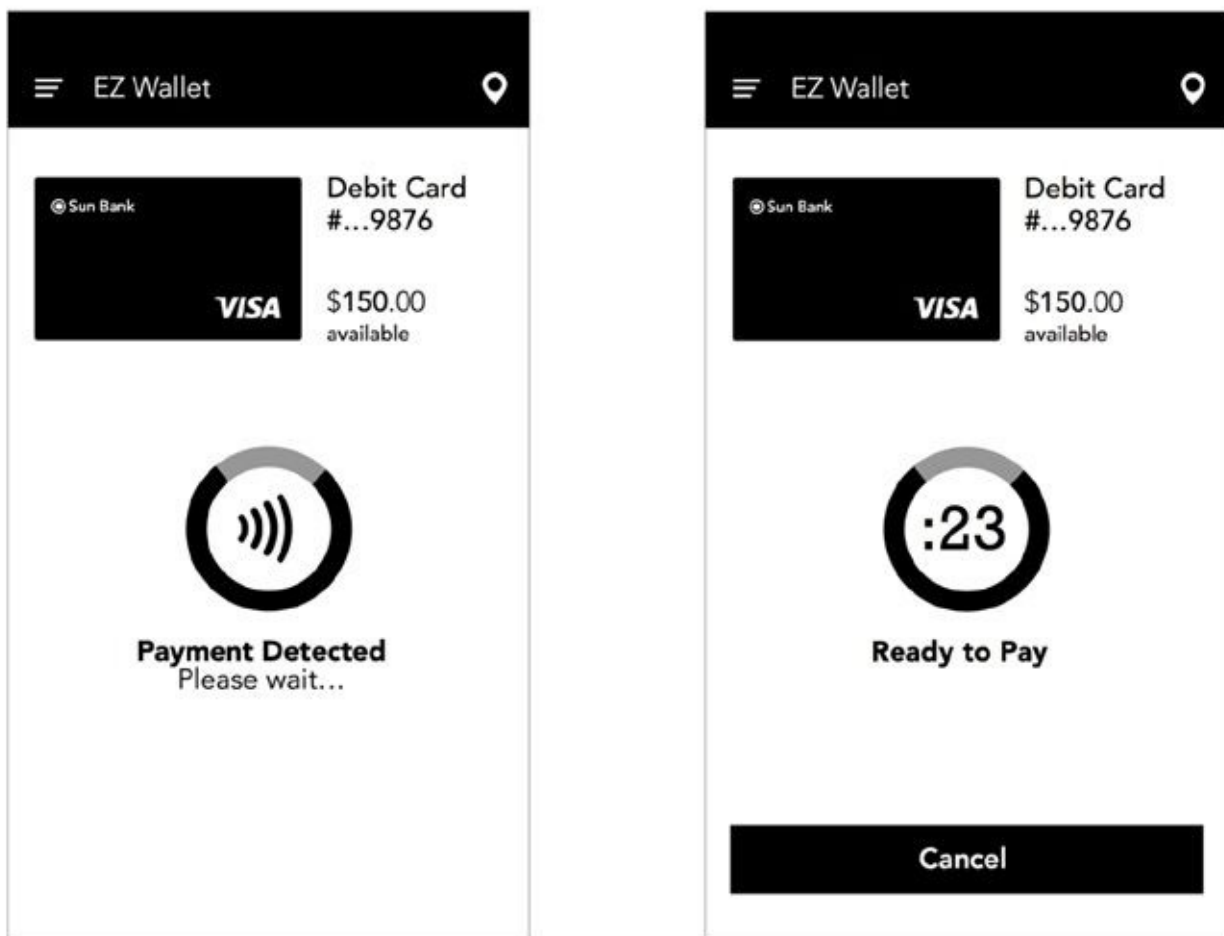 EZ Wallet
Sun Bank
VISA
Debit Card
#...9876
$150.00
available
Payment Detected
Please wait...
EZ Wallet
Sun Bank
VISA
Debit Card
#...9876
$150.00
available
:23
Ready to Pay
Cancel